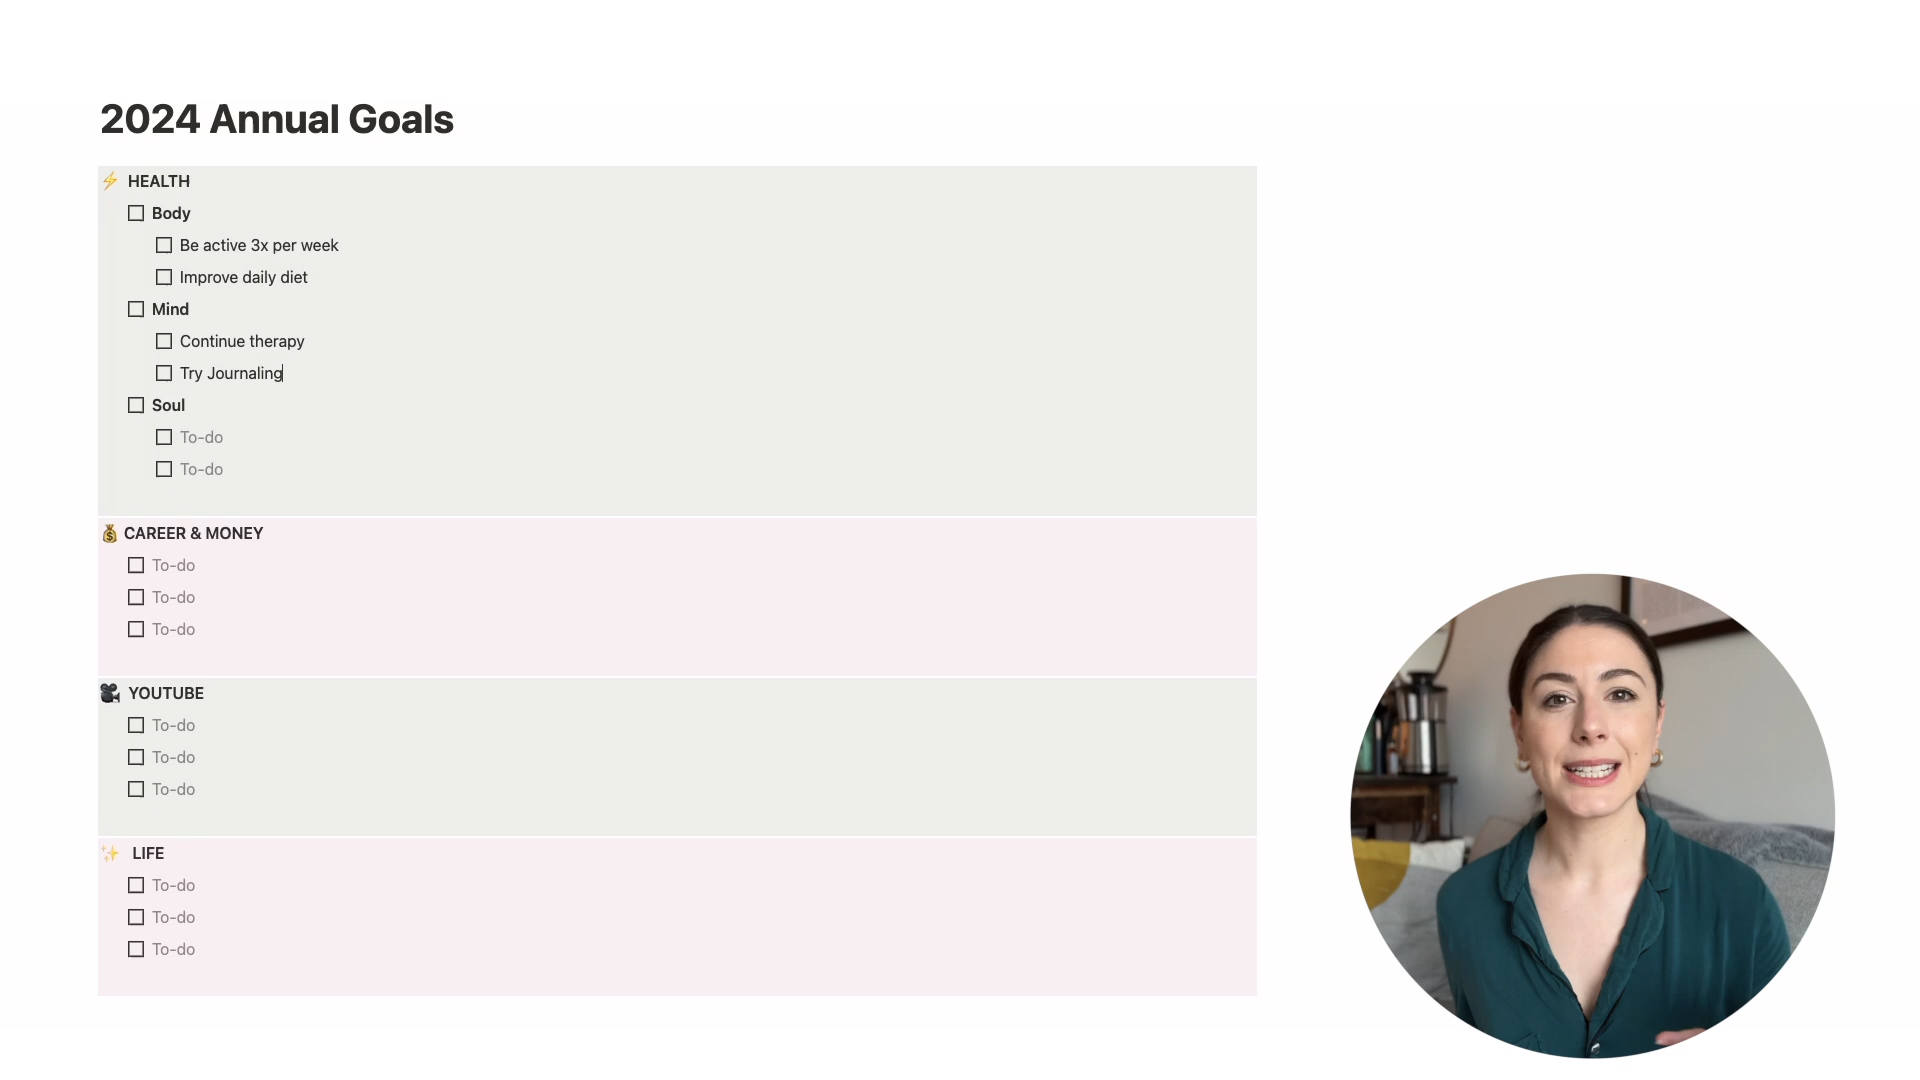 2024 Annual Goals
⚡ HEALTH
Body
Be active 3x per week
Improve daily diet
Mind
Continue therapy
Try Journaling
Soul
To-do
To-do
💰 CAREER & MONEY
To-do
To-do
To-do
🎥 YOUTUBE
To-do
To-do
To-do
✨ LIFE
To-do
To-do
To-do